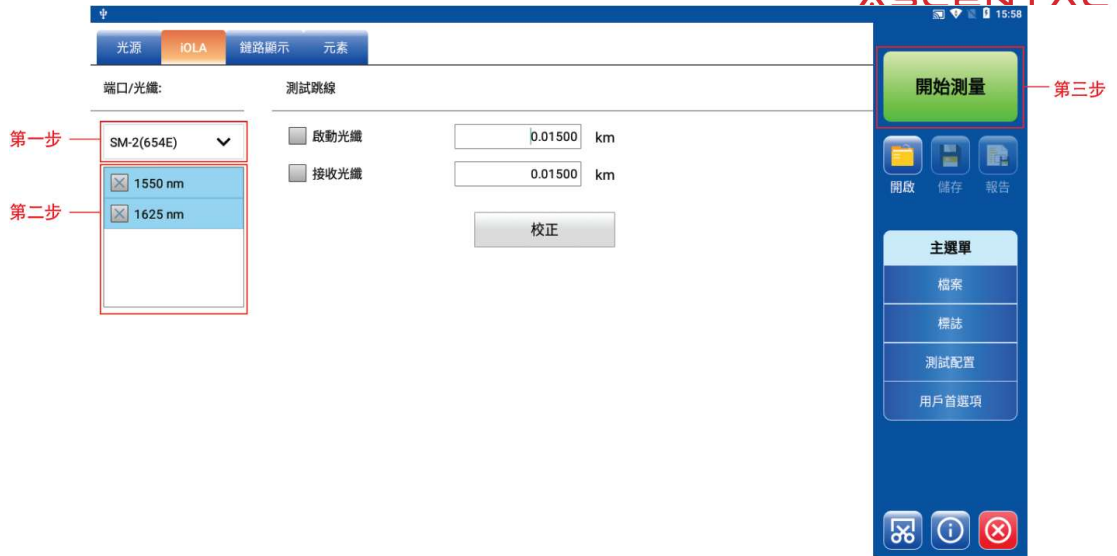 15:58
光源 iOLA 鏈路顯示 元素
端口/光纖: 測試跳線
開始測量
第三步
第一步
SM-2(654E)
啟動光纖 0.01500 km
接收光纖 0.01500 km
第二步
1550 nm
1625 nm
校正
開啟 儲存 報告
主選單
檔案
標誌
測試配置
用戶首選項